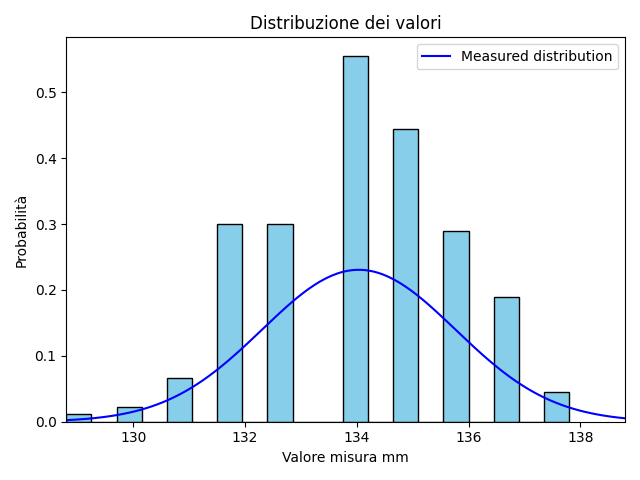 Distribuzione dei valori
Measured distribution
Probabilità
0.5
0.4
0.3
0.2
0.1
0.0
130 132 134 136 138
Valore misura mm